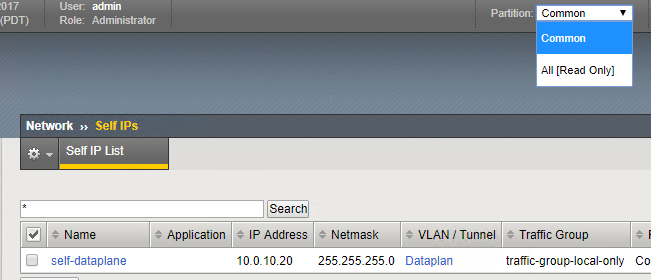 2017 User: admin Partition: Common
(PDT) Role: Administrator
Common
All [Read Only]
Network ›› Self IPs
Self IP List
* Search
Name Application IP Address Netmask VLAN / Tunnel Traffic Group
self-dataplane 10.0.10.20 255.255.255.0 Dataplan traffic-group-local-only Co